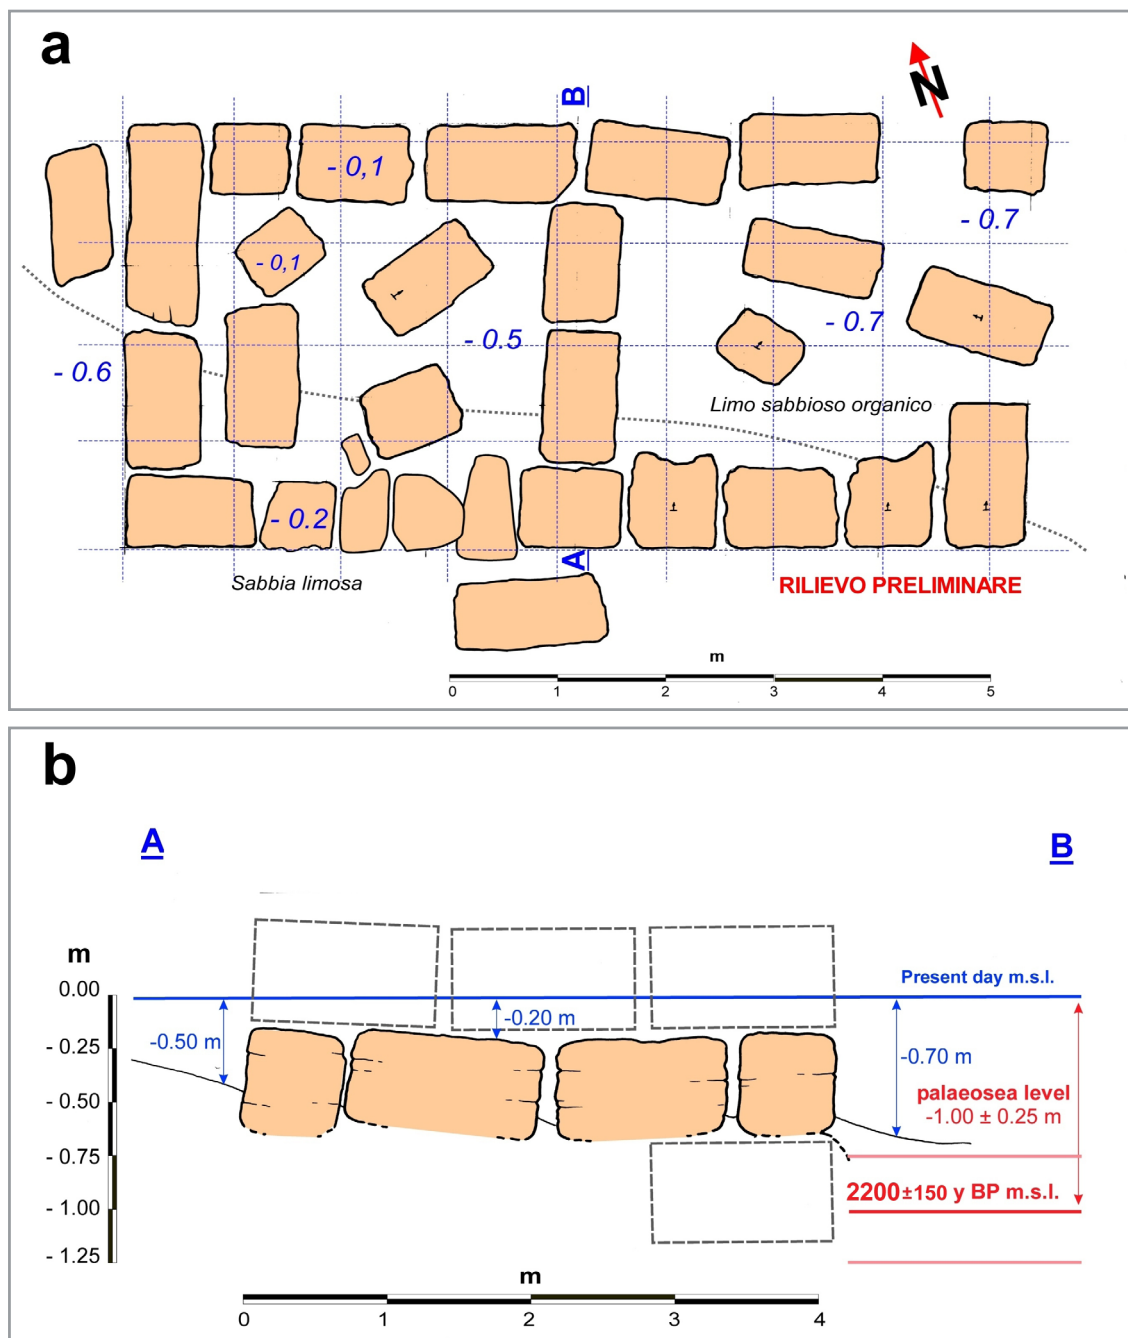 a
N
B
- 0,1
- 0.7
- 0,1
- 0.7
- 0.5
- 0.6
Limo sabbioso organico
- 0.2
A
Sabbia limosa
RILIEVO PRELIMINARE
m
0 1 2 3 4 5
b
A
B
m
Present day m.s.l.
0.00
-0.20 m
-0.50 m
- 0.25
-0.70 m
palaeosea level
- 0.50
-1.00 ± 0.25 m
- 0.75
2200±150 y BP m.s.l.
- 1.00
- 1.25
m
0 1 2 3 4